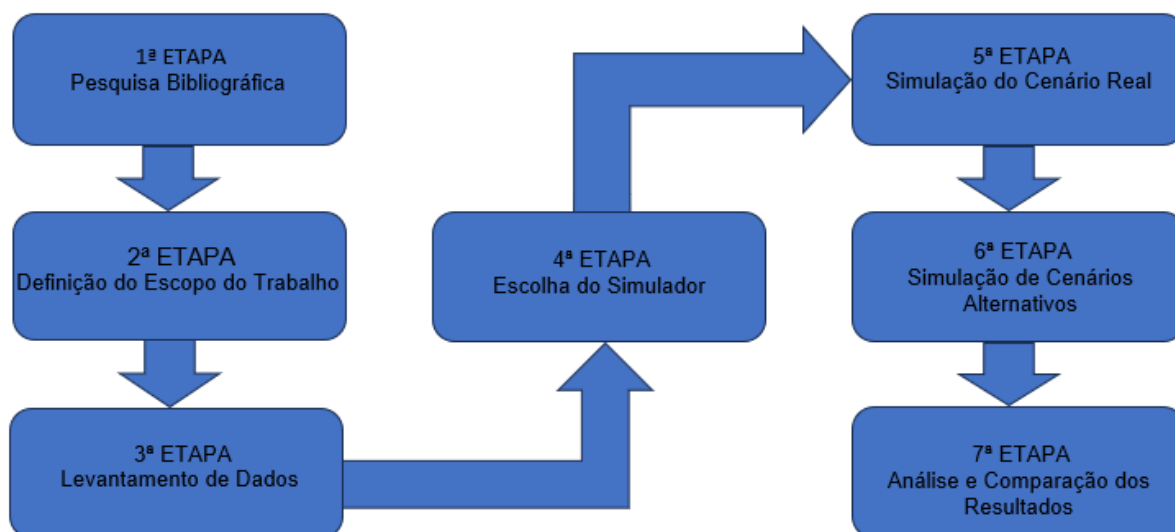 1ª ETAPA
Pesquisa Bibliográfica
2ª ETAPA
Definição do Escopo do Trabalho
3ª ETAPA
Levantamento de Dados
4ª ETAPA
Escolha do Simulador
5ª ETAPA
Simulação do Cenário Real
6ª ETAPA
Simulação de Cenários
Alternativos
7ª ETAPA
Análise e Comparação dos
Resultados